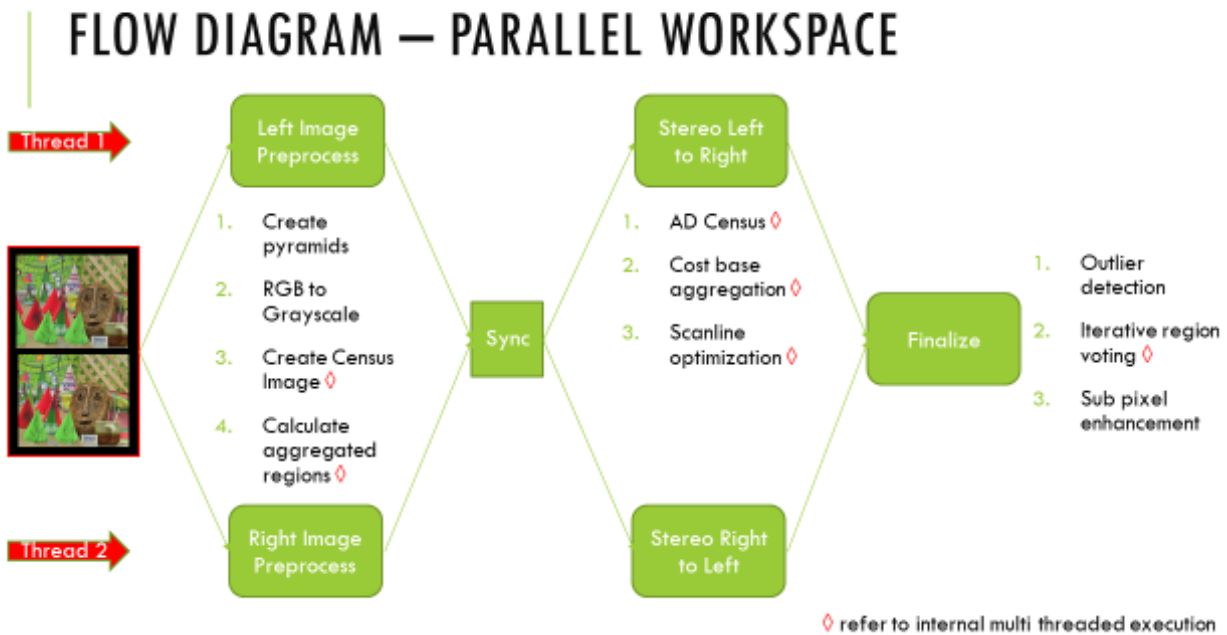 FLOW DIAGRAM – PARALLEL WORKSPACE
Thread 1
Left Image
Preprocess
1. Create
pyramids
2. RGB to
Grayscale
3. Create Census
Image ◊
4. Calculate
aggregated
regions ◊
Thread 2
Right Image
Preprocess
Sync
Stereo Left
to Right
1. AD Census ◊
2. Cost base
aggregation ◊
3. Scanline
optimization ◊
Stereo Right
to Left
Finalize
1. Outlier
detection
2. Iterative region
voting ◊
3. Sub pixel
enhancement
◊ refer to internal multi threaded execution